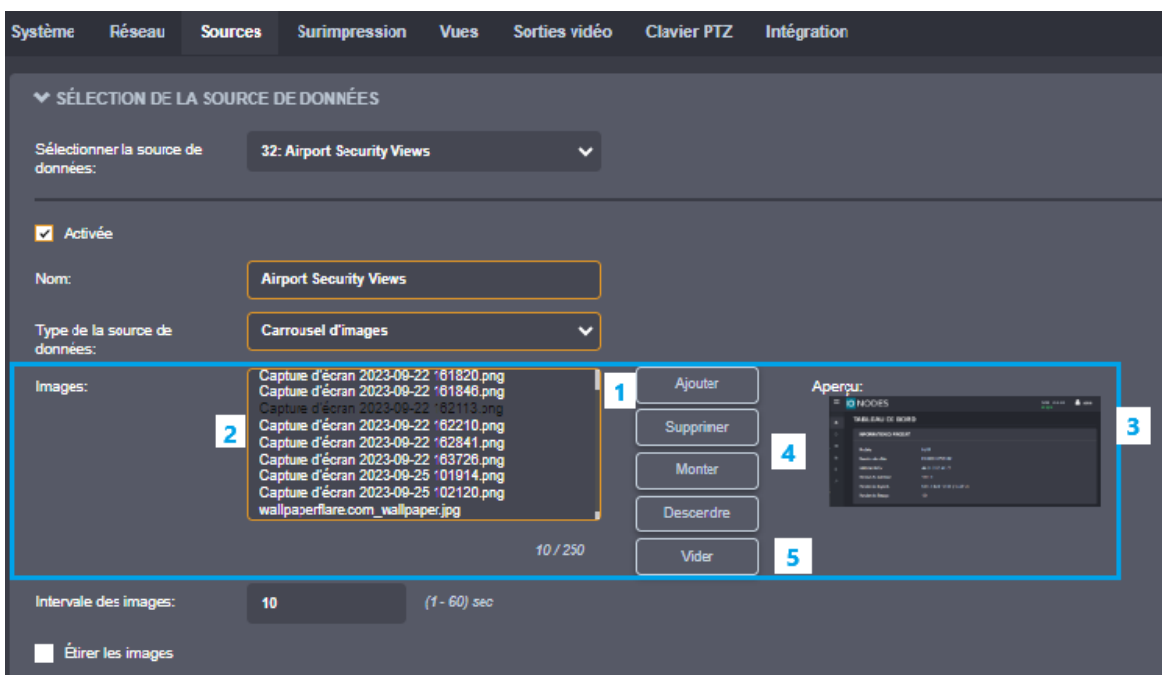 Système Réseau Sources Surimpression Vues Sorties vidéo Clavier PTZ Intégration
SÉLECTION DE LA SOURCE DE DONNÉES
Sélectionner la source de
données:
32: Airport Security Views
Activée
Nom:
Airport Security Views
Type de la source de
données:
Carrousel d'images
Images:
Capture d'écran 2023-09-22 161820.png
Capture d'écran 2023-09-22 161846.png
Capture d'écran 2023-09-22 162113.png
Capture d'écran 2023-09-22 162210.png
Capture d'écran 2023-09-22 162841.png
Capture d'écran 2023-09-22 163726.png
Capture d'écran 2023-09-25 101914.png
Capture d'écran 2023-09-25 102120.png
wallpaperflare.com_wallpaper.jpg
10 / 250
1
2
Ajouter
Supprimer
Monter
Descendre
Vider
4
5
Aperçu:
NODES
TABLEAU DE BORD
3
Intervale des images:
10
(1 - 60) sec
Étirer les images